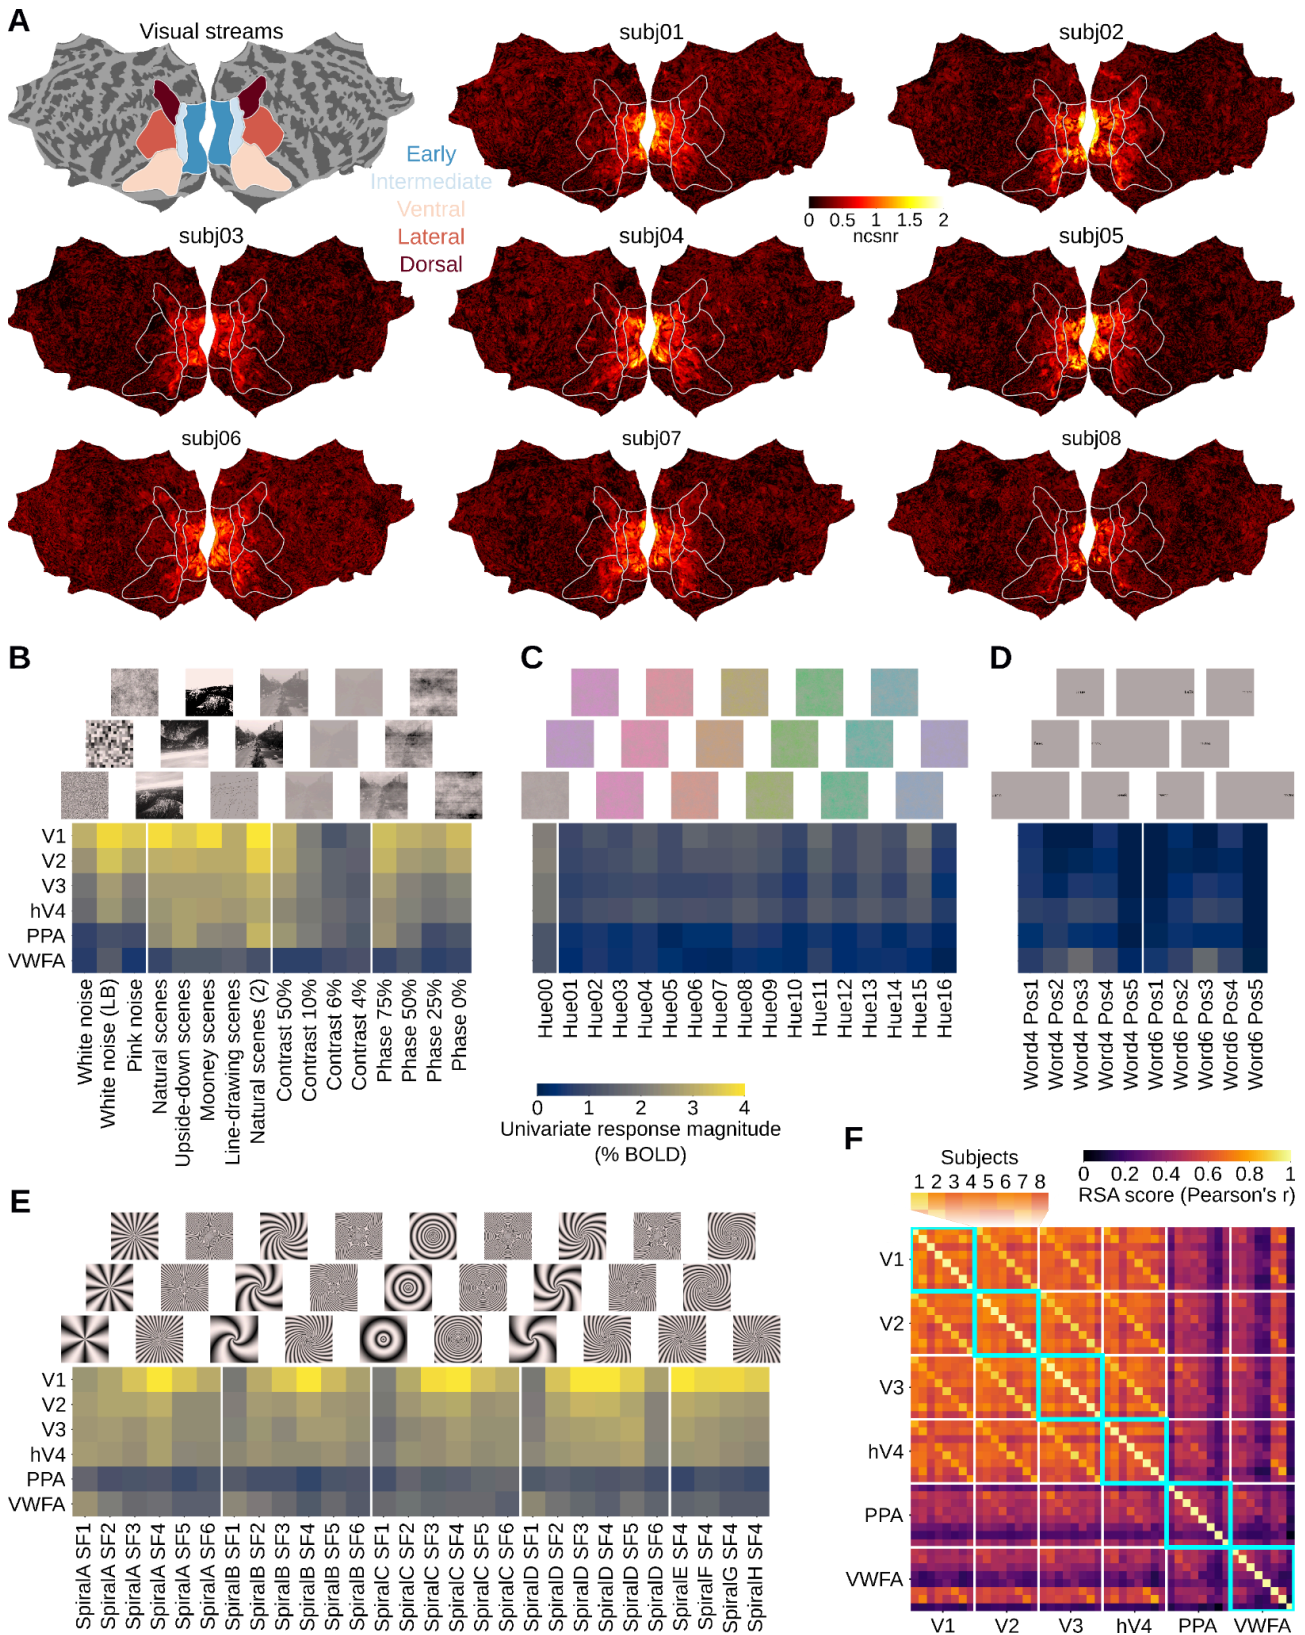 A
Visual streams
subj01
subj02
Early
Intermediate
Ventral
Lateral
Dorsal
0 0.5 1 1.5 2
ncsnr
subj03
subj04
subj05
subj06
subj07
subj08
B
V1
V2
V3
hV4
PPA
VWFA
White noise
White noise (LB)
Pink noise
Natural scenes
Upside-down scenes
Mooney scenes
Line-drawing scenes
Natural scenes (2)
Contrast 50%
Contrast 10%
Contrast 6%
Contrast 4%
Phase 75%
Phase 50%
Phase 25%
Phase 0%
C
Hue00
Hue01
Hue02
Hue03
Hue04
Hue05
Hue06
Hue07
Hue08
Hue09
Hue10
Hue11
Hue12
Hue13
Hue14
Hue15
Hue16
0 1 2 3 4
Univariate response magnitude
(% BOLD)
D
Word4 Pos1
Word4 Pos2
Word4 Pos3
Word4 Pos4
Word4 Pos5
Word6 Pos1
Word6 Pos2
Word6 Pos3
Word6 Pos4
Word6 Pos5
E
V1
V2
V3
hV4
PPA
VWFA
SpiralA SF1
SpiralA SF2
SpiralA SF3
SpiralA SF4
SpiralA SF5
SpiralA SF6
SpiralB SF1
SpiralB SF2
SpiralB SF3
SpiralB SF4
SpiralB SF5
SpiralB SF6
SpiralC SF1
SpiralC SF2
SpiralC SF3
SpiralC SF4
SpiralC SF5
SpiralC SF6
SpiralD SF1
SpiralD SF2
SpiralD SF3
SpiralD SF4
SpiralD SF5
SpiralD SF6
SpiralE SF4
SpiralF SF4
SpiralG SF4
SpiralH SF4
F
Subjects
1 2 3 4 5 6 7 8
0 0.2 0.4 0.6 0.8 1
RSA score (Pearson's r)
V1
V2
V3
hV4
PPA
VWFA
V1 V2 V3 hV4 PPA VWFA